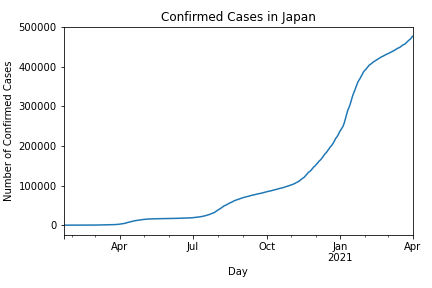 Confirmed Cases in Japan
500000
400000
300000
200000
100000
0
Number of Confirmed Cases
Apr
Jul
Oct
Jan
2021
Apr
Day